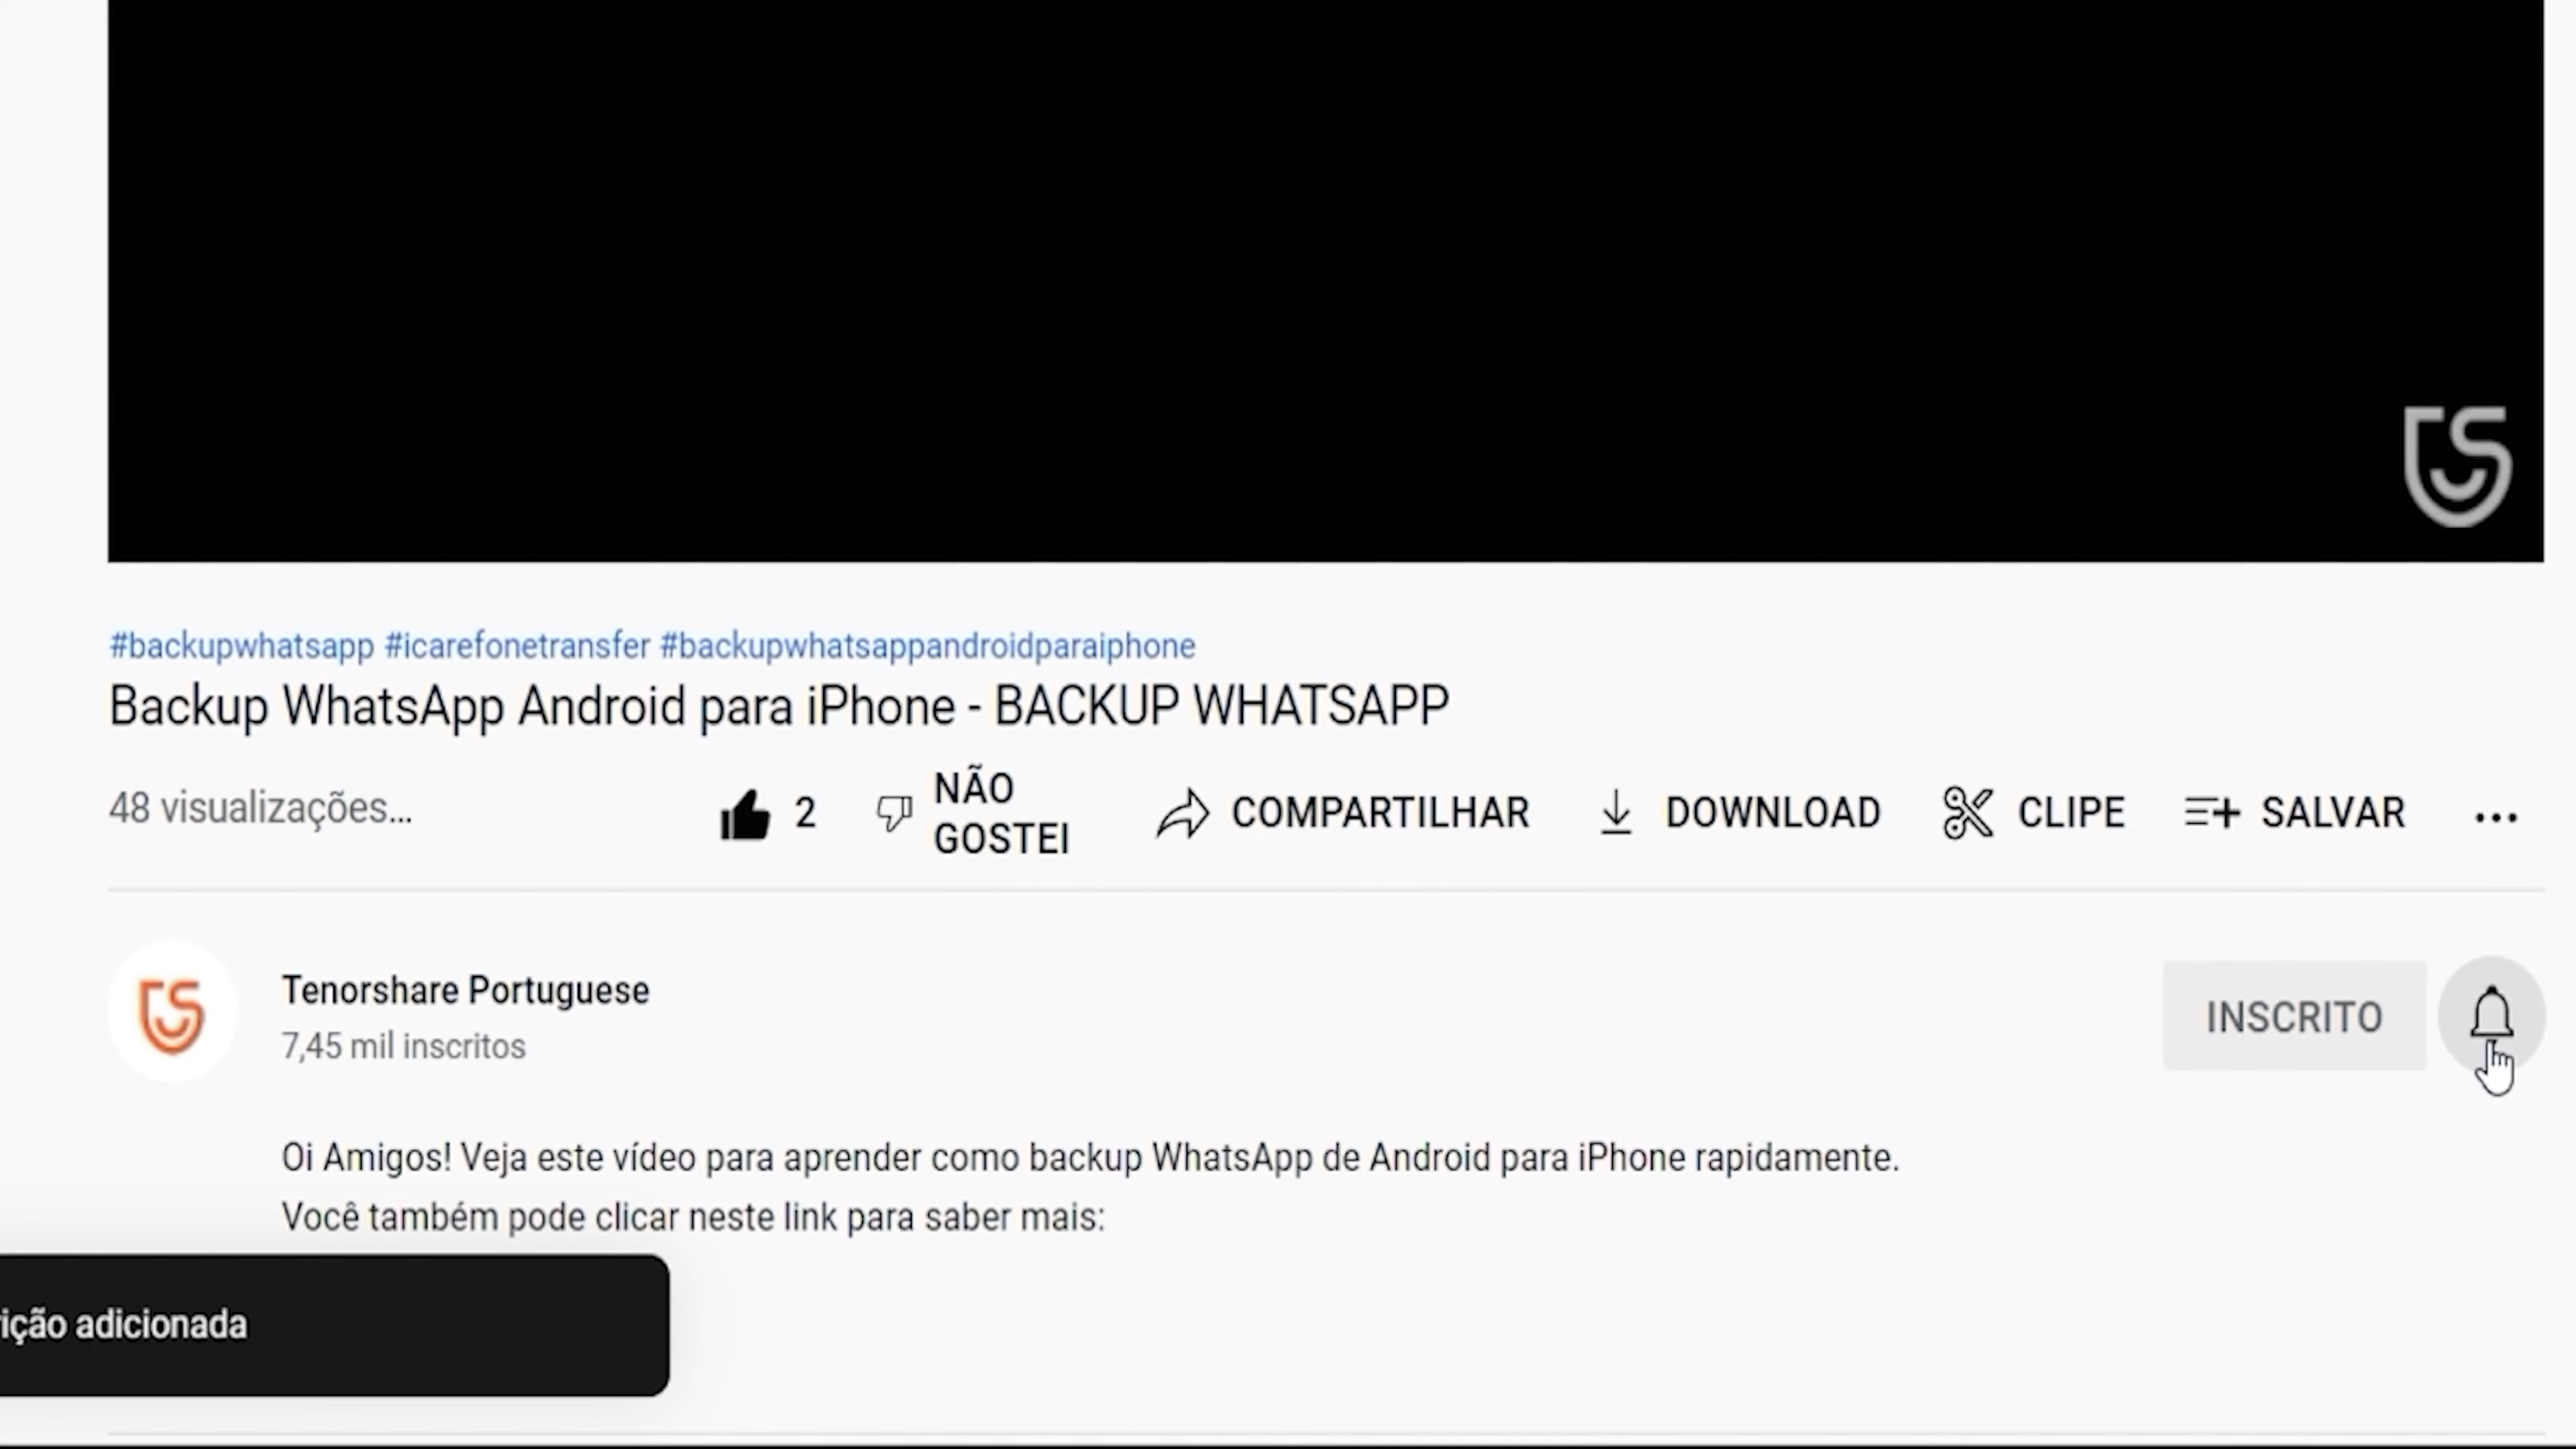 #backupwhatsapp #icarefonetransfer #backupwhatsappandroidparaiphone
Backup WhatsApp Android para iPhone - BACKUP WHATSAPP
48 visualizações...
2
NÃO
GOSTEI
COMPARTILHAR
DOWNLOAD
CLIPE
SALVAR
Tenorshare Portuguese
7,45 mil inscritos
INSCRITO
Oi Amigos! Veja este vídeo para aprender como backup WhatsApp de Android para iPhone rapidamente.
Você também pode clicar neste link para saber mais:
ição adicionada